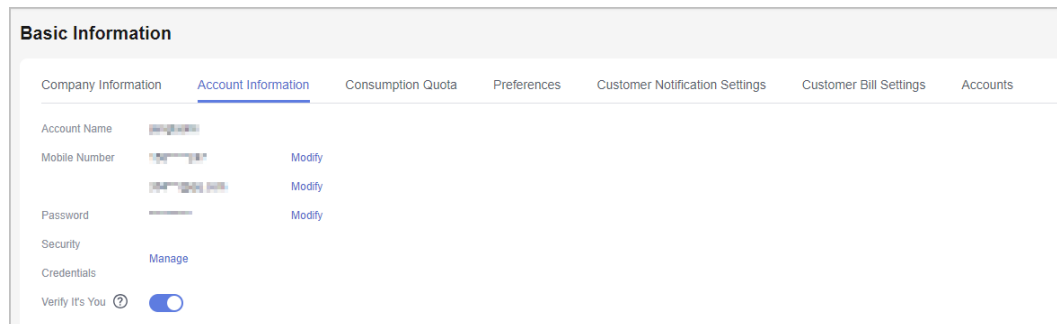 Basic Information
Company Information Account Information Consumption Quota Preferences Customer Notification Settings Customer Bill Settings Accounts
Account Name
Mobile Number Modify
Modify
Password Modify
Security
Manage
Credentials
Verify It's You ?